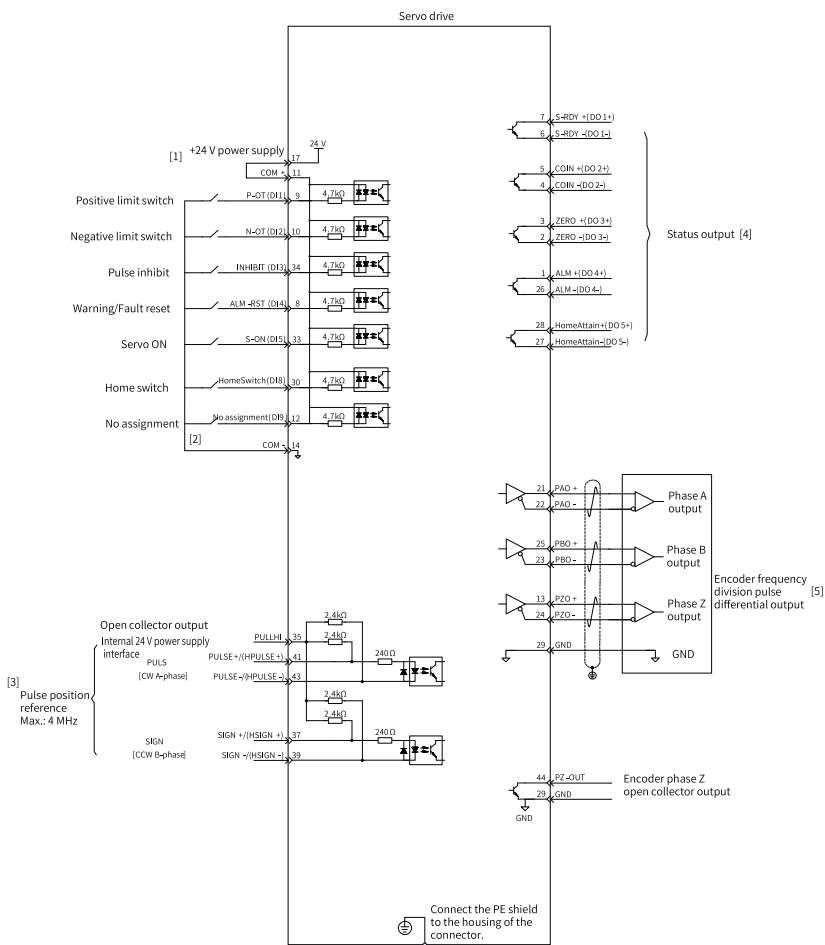 Servo drive
[1]
+24 V power supply
24 V
17
COM +
11
Positive limit switch
P-OT (DI1)
9
4.7kΩ
Negative limit switch
N-OT (DI2)
10
4.7kΩ
Pulse inhibit
INHIBIT (DI3)
34
4.7kΩ
Warning/Fault reset
ALM -RST (DI4)
8
4.7kΩ
Servo ON
S-ON (DI5)
33
4.7kΩ
Home switch
HomeSwitch (DI8)
30
4.7kΩ
No assignment
No assignment (DI9)
12
4.7kΩ
[2]
COM -
14
7
S-RDY +(DO 1+)
6
S-RDY -(DO 1-)
5
COIN +(DO 2+)
4
COIN -(DO 2-)
3
ZERO +(DO 3+)
2
ZERO -(DO 3-)
1
ALM +(DO 4+)
26
ALM -(DO 4-)
28
HomeAttain+(DO 5+)
27
HomeAttain-(DO 5-)
Status output [4]
21
PAO +
22
PAO -
Phase A
output
25
PBO +
23
PBO -
Phase B
output
13
PZO +
24
PZO -
Phase Z
output
29
GND
GND
Encoder frequency
division pulse
differential output
[5]
Open collector output
Internal 24 V power supply
interface
[3]
Pulse position
reference
Max.: 4 MHz
PULS
[CW A-phase]
SIGN
[CCW B-phase]
PULLHI
35
2.4kΩ
2.4kΩ
PULSE+/(HPULSE+)
41
240Ω
PULSE-/(HPULSE-)
43
2.4kΩ
2.4kΩ
SIGN +/(HSIGN +)
37
240Ω
SIGN -/(HSIGN -)
39
44
PZ-OUT
29
GND
GND
Encoder phase Z
open collector output
Connect the PE shield
to the housing of the
connector.